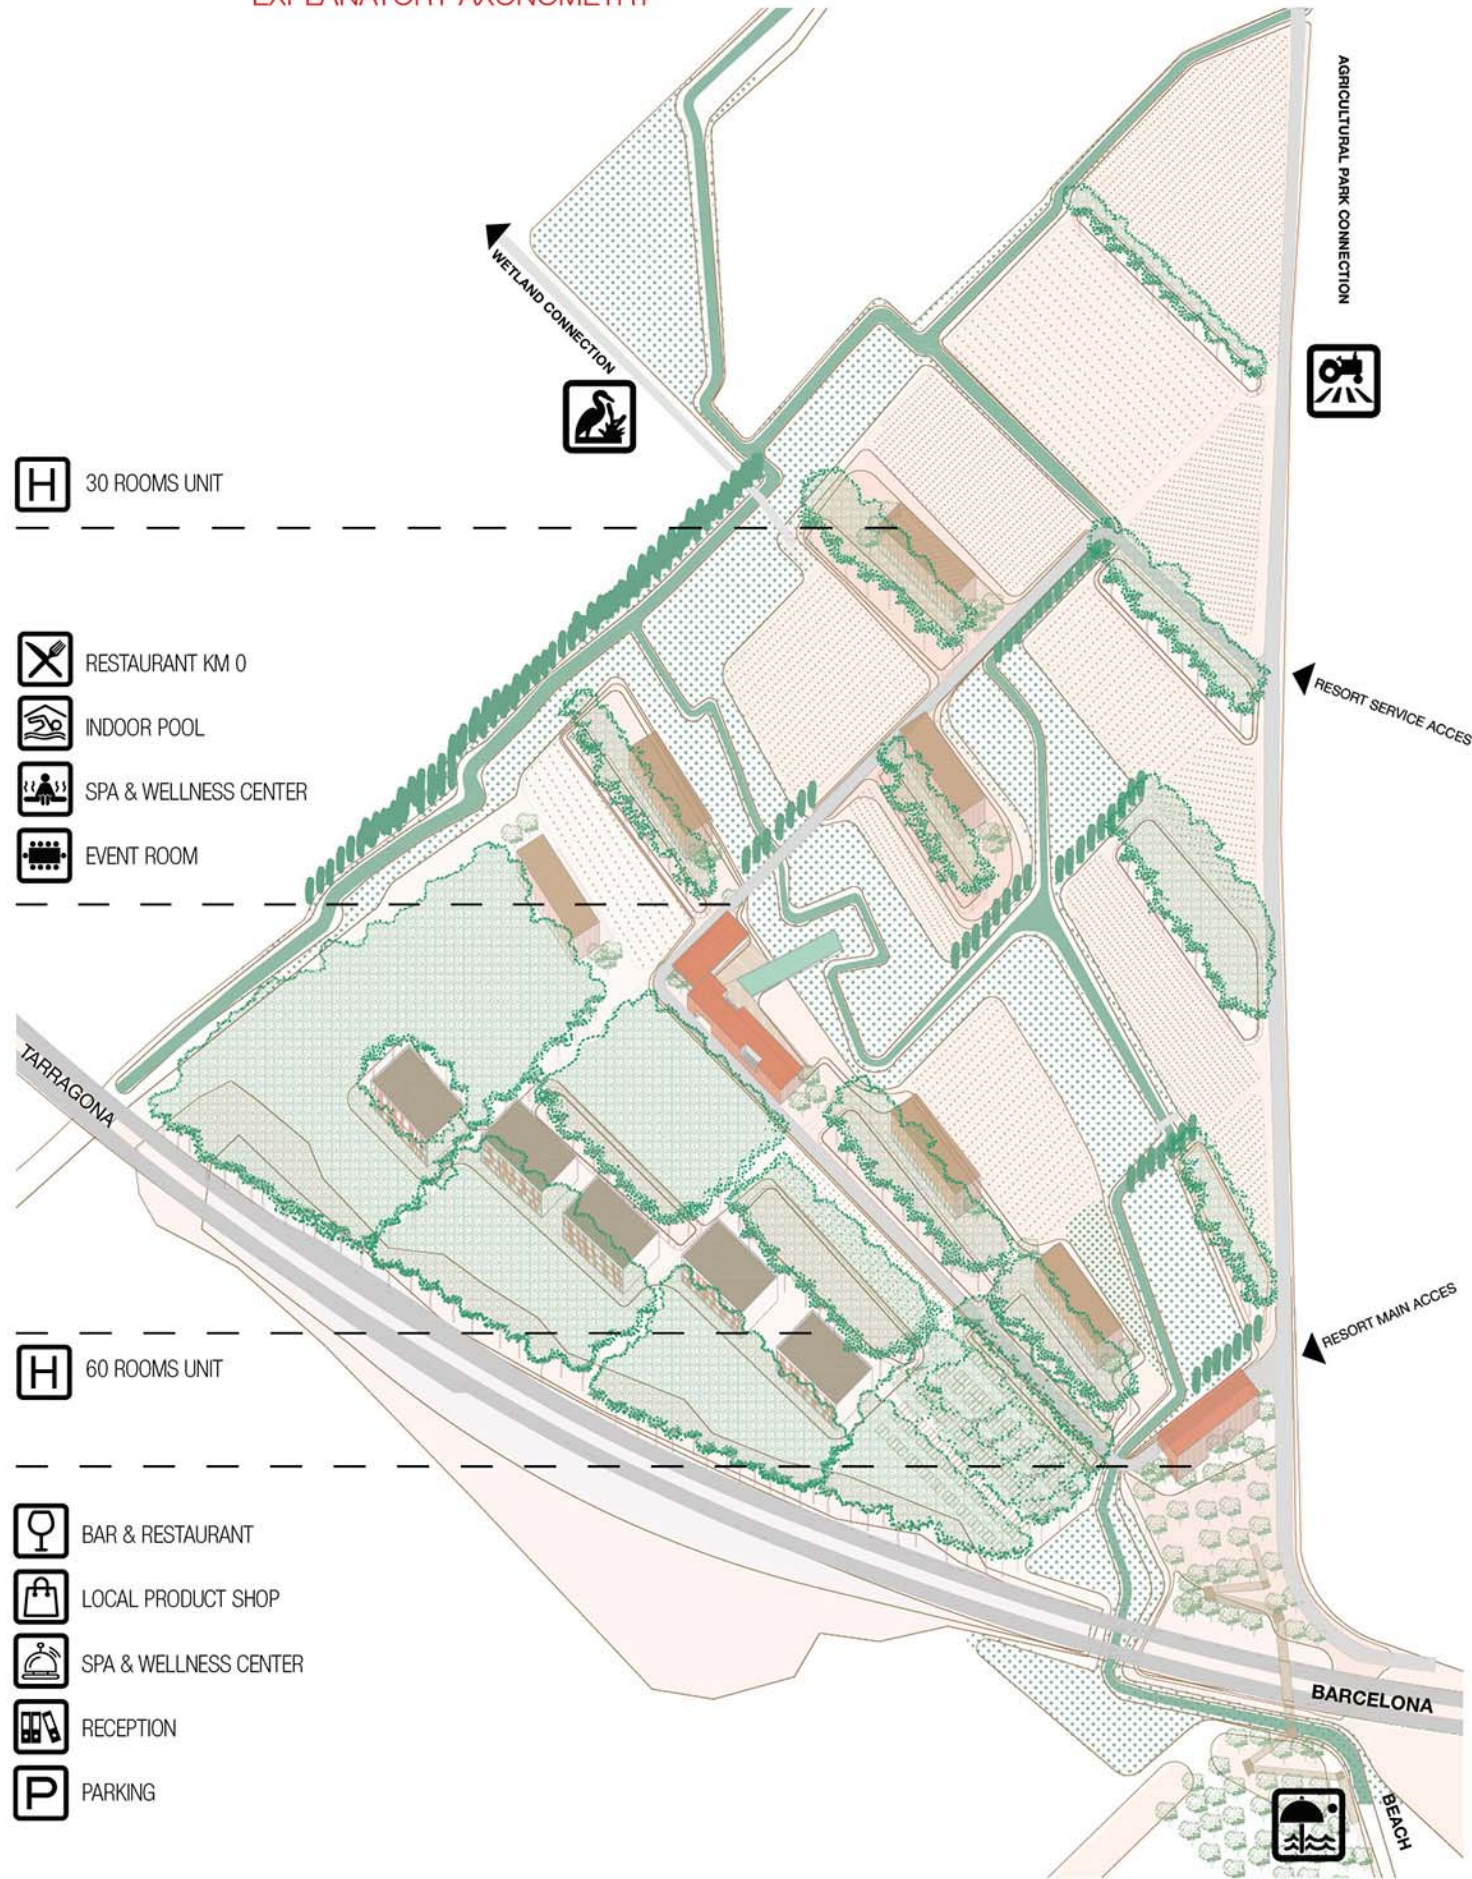 EXPLANATORY AXONOMETRY
AGRICULTURAL PARK CONNECTION
WETLAND CONNECTION
H 30 ROOMS UNIT
RESTAURANT KM 0
INDOOR POOL
SPA & WELLNESS CENTER
EVENT ROOM
RESORT SERVICE ACCES
TARRAGONA
RESORT MAIN ACCES
H 60 ROOMS UNIT
BAR & RESTAURANT
LOCAL PRODUCT SHOP
SPA & WELLNESS CENTER
RECEPTION
P PARKING
BARCELONA
BEACH